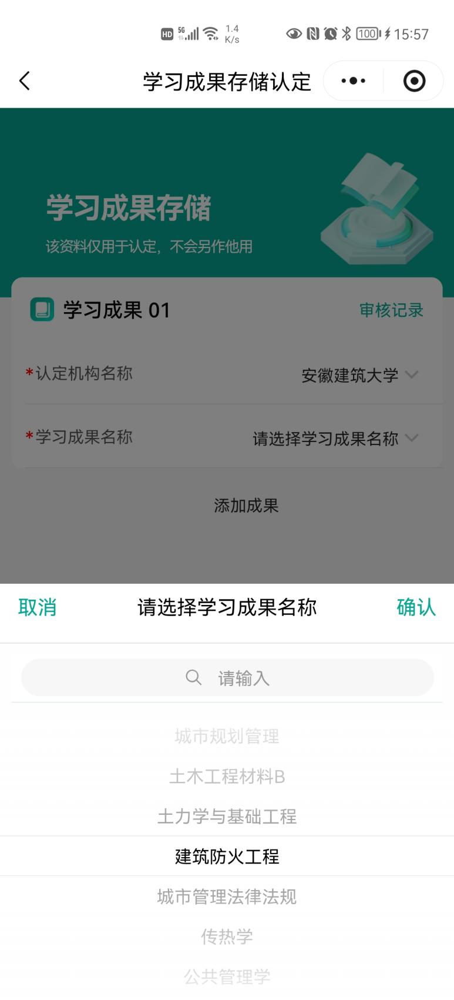 HD 5G 1.4 K/s 100 15:57
学习成果存储认定
学习成果存储
该资料仅用于认定，不会另作他用
学习成果 01 审核记录
*认定机构名称 安徽建筑大学
*学习成果名称 请选择学习成果名称
添加成果
取消 请选择学习成果名称 确认
请输入
城市规划管理
土木工程材料B
土力学与基础工程
建筑防火工程
城市管理法律法规
传热学
公共管理学